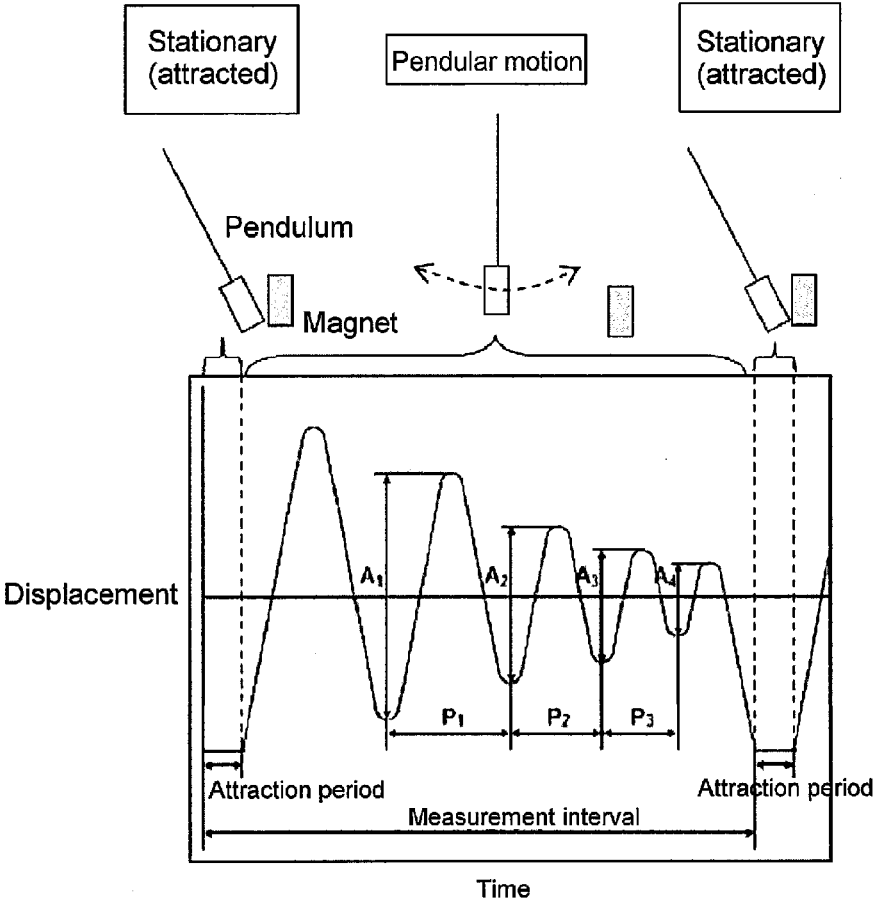 Stationary
(attracted)
Pendular motion
Stationary
(attracted)
Pendulum
Magnet
Displacement
A1
A2
A3
A4
P1
P2
P3
Attraction period
Attraction period
Measurement interval
Time